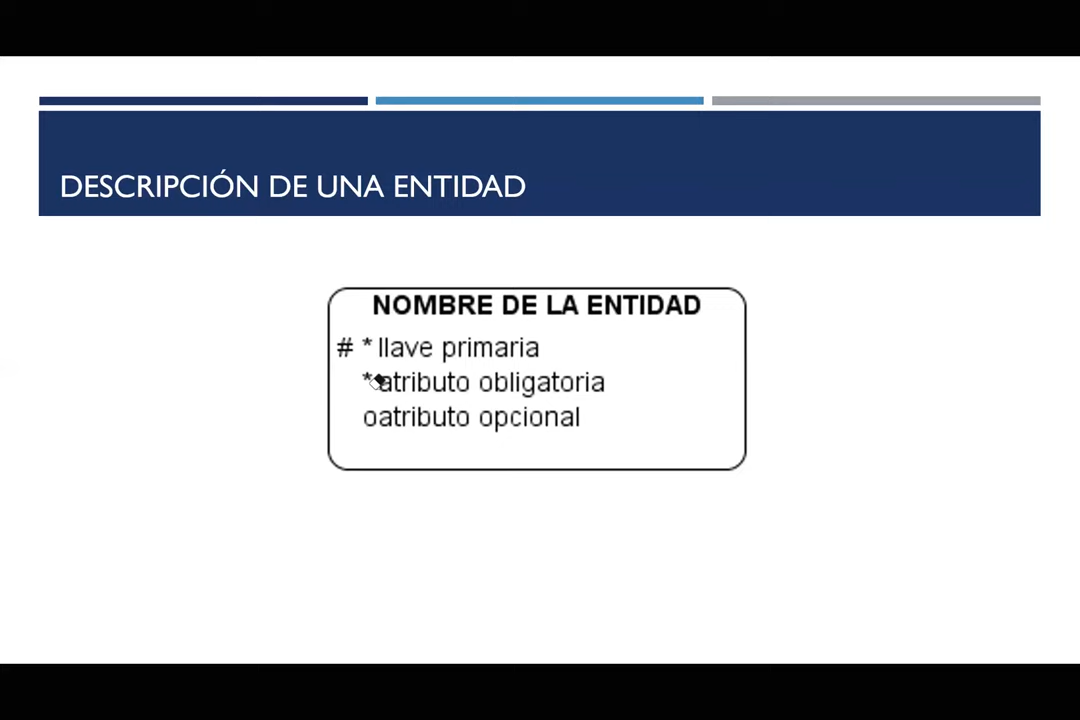 DESCRIPCIÓN DE UNA ENTIDAD
NOMBRE DE LA ENTIDAD
# * llave primaria
* atributo obligatoria
oatributo opcional